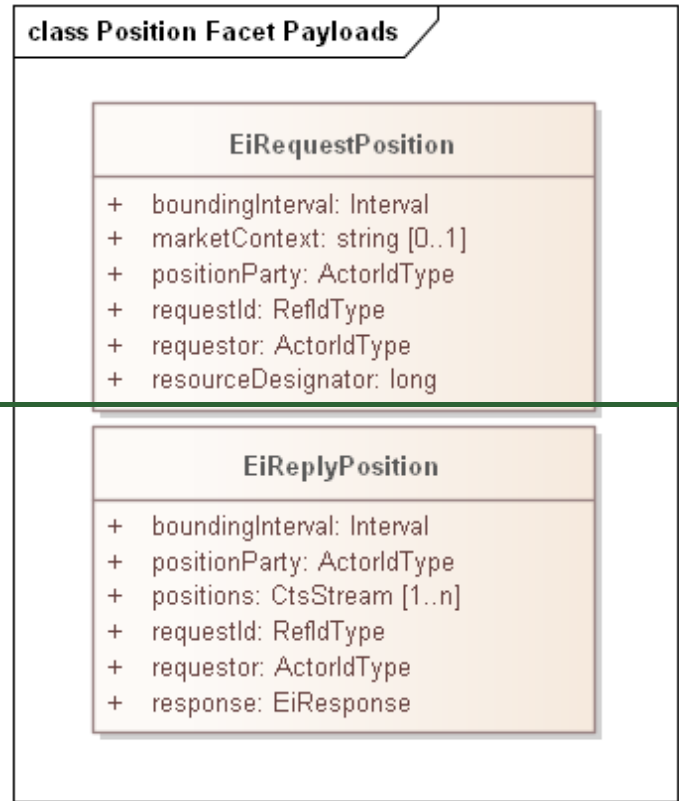 class Position Facet Payloads
EiRequestPosition
+ boundingInterval: Interval
+ marketContext: string [0..1]
+ positionParty: ActorIdType
+ requestId: RefIdType
+ requestor: ActorIdType
+ resourceDesignator: long
EiReplyPosition
+ boundingInterval: Interval
+ positionParty: ActorIdType
+ positions: CtsStream [1..n]
+ requestId: RefIdType
+ requestor: ActorIdType
+ response: EiResponse